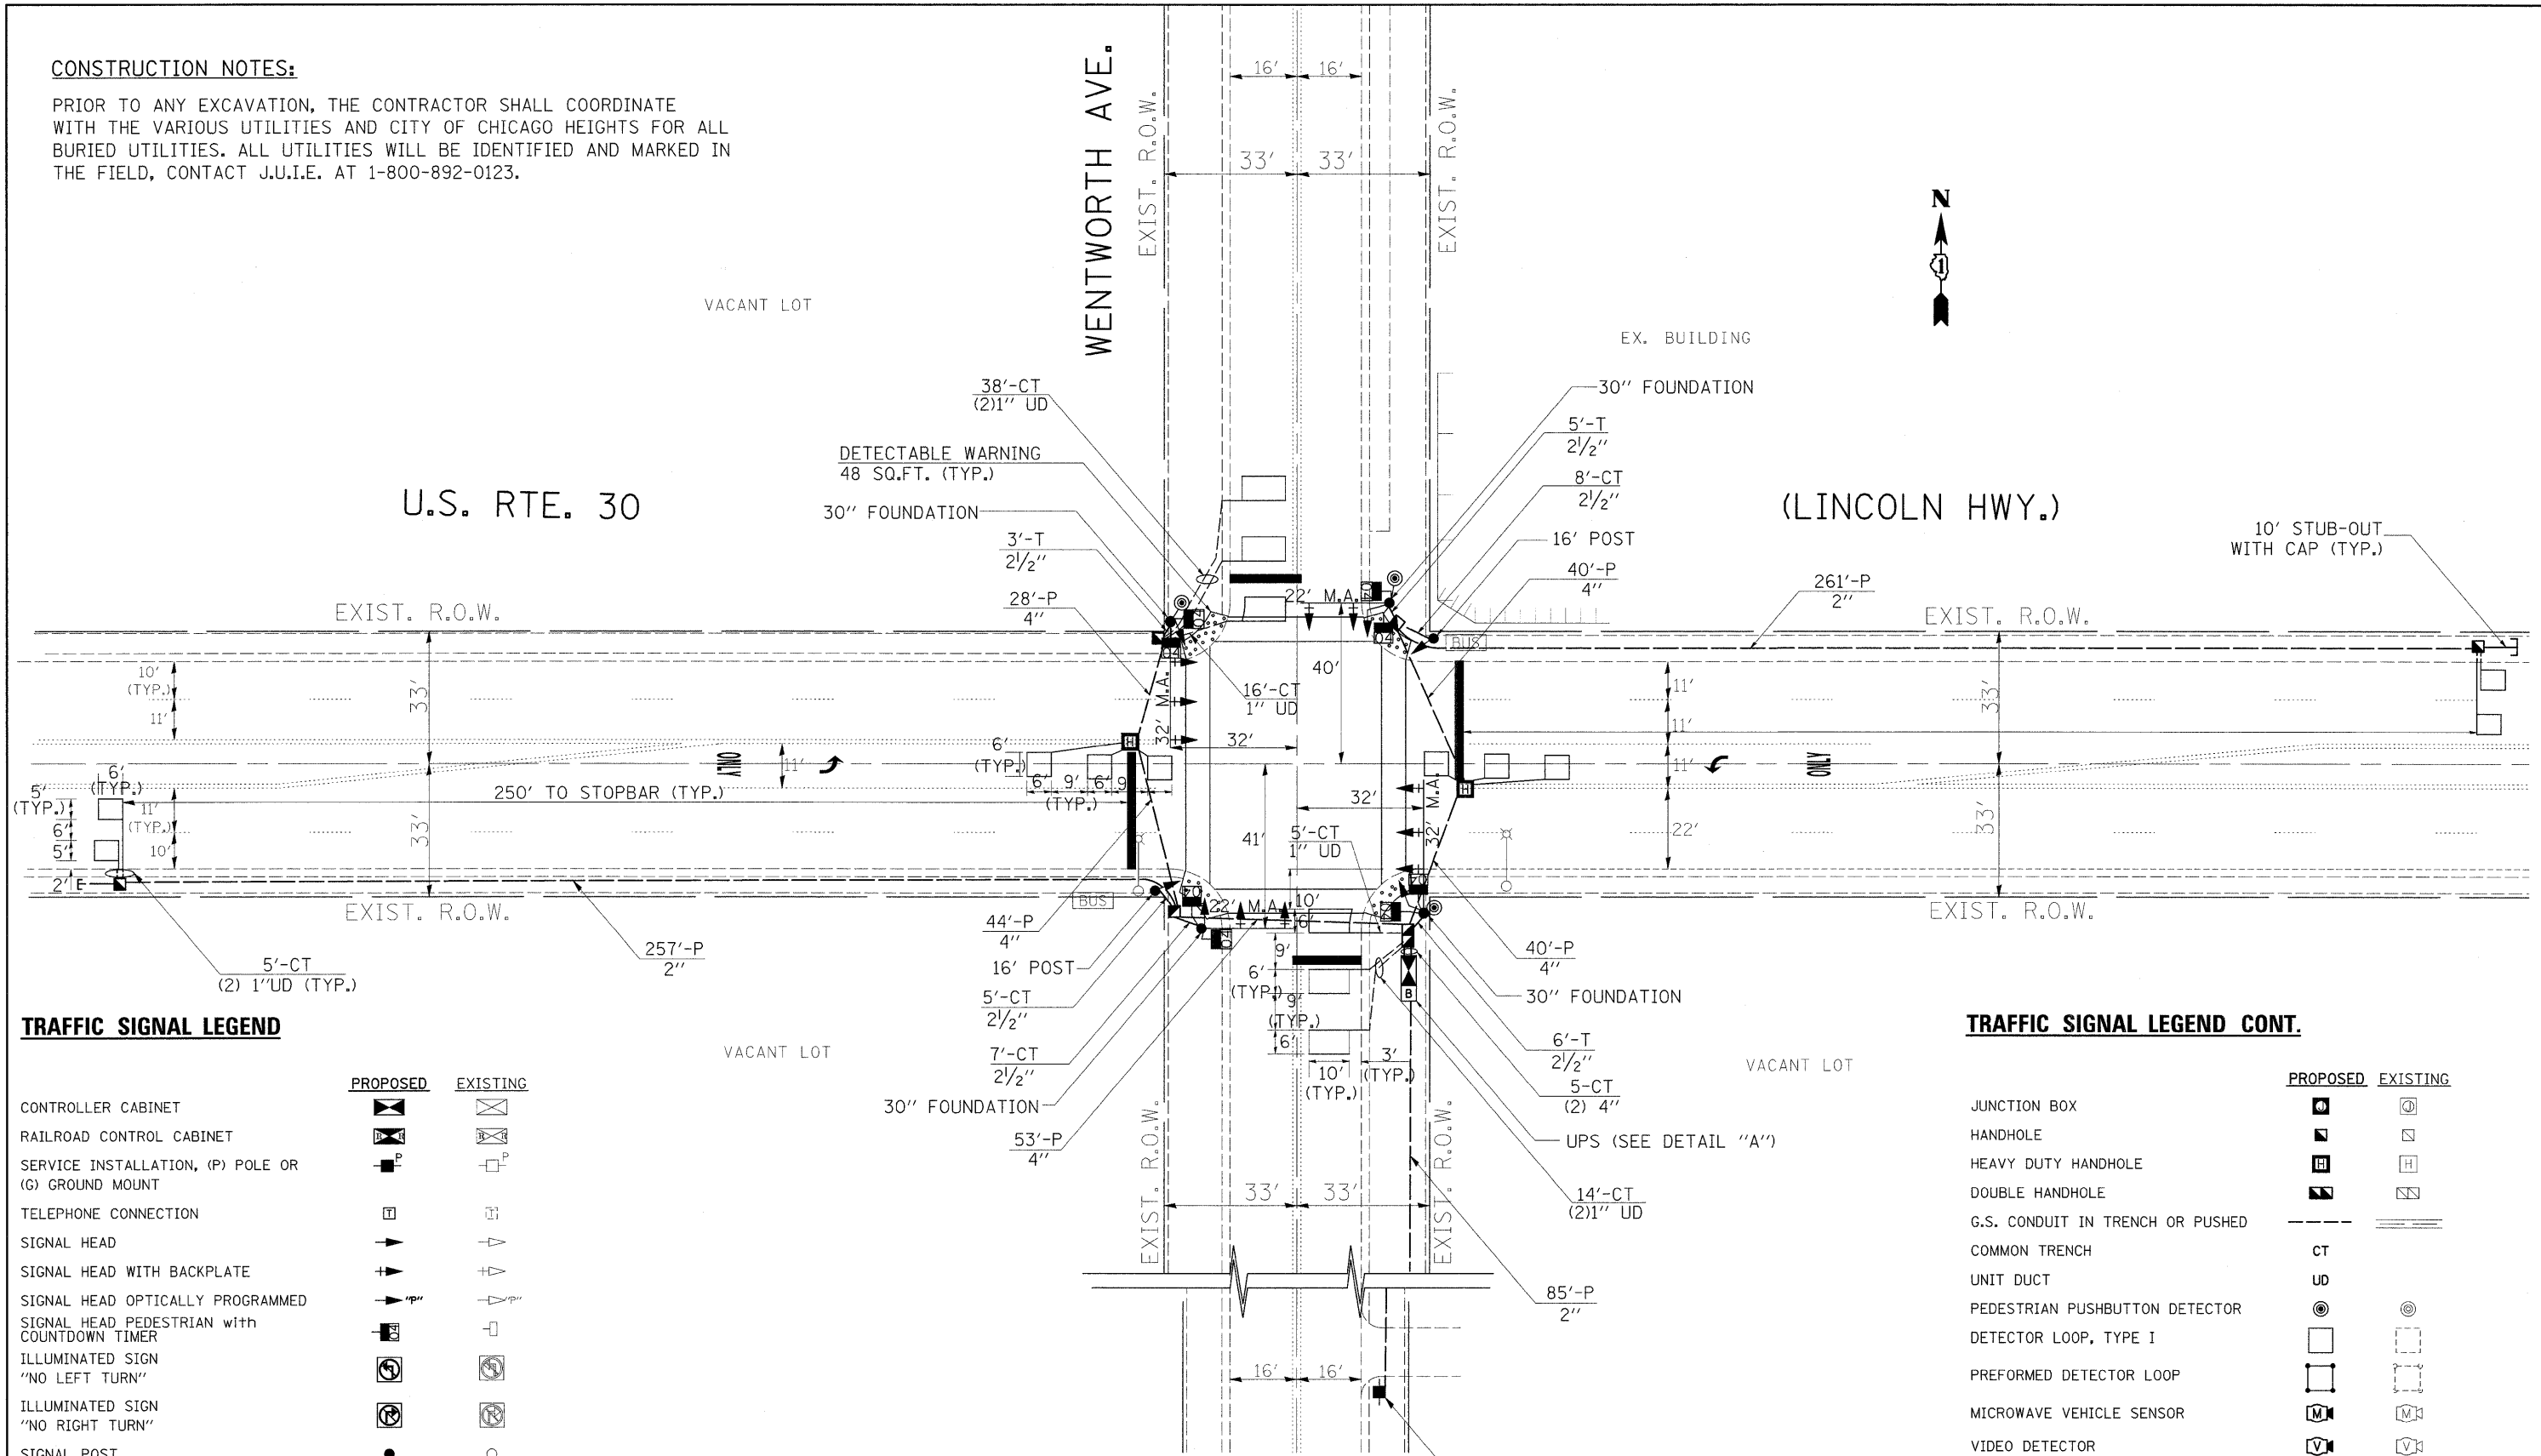 CONSTRUCTION NOTES:
PRIOR TO ANY EXCAVATION, THE CONTRACTOR SHALL COORDINATE
WITH THE VARIOUS UTILITIES AND CITY OF CHICAGO HEIGHTS FOR ALL
BURIED UTILITIES. ALL UTILITIES WILL BE IDENTIFIED AND MARKED IN
THE FIELD, CONTACT J.U.I.E. AT 1-800-892-0123.
WENTWORTH AVE.
EXIST. R.O.W.
EXIST. R.O.W.
16' 16'
33' 33'
N
1
VACANT LOT
EX. BUILDING
38'-CT
(2)1" UD
DETECTABLE WARNING
48 SQ.FT. (TYP.)
30" FOUNDATION
3'-T
2½"
28'-P
4"
30" FOUNDATION
5'-T
2½"
8'-CT
2½"
16' POST
40'-P
4"
U.S. RTE. 30
(LINCOLN HWY.)
10' STUB-OUT
WITH CAP (TYP.)
261'-P
2"
EXIST. R.O.W.
EXIST. R.O.W.
22' M.A.
BUS
10'
(TYP.)
11'
33'
33'
40'
16'-CT
1" UD
M.A.
32'
32'
11'
11'
11'
22'
33'
33'
ONLY
11'
ONLY
6'
(TYP.)
6' 9' 6' 9'
(TYP.)
250' TO STOPBAR (TYP.)
6'
(TYP.)
5'
(TYP.)
6'
5'
2'
E
11'
(TYP.)
10'
32'
M.A.
32'
41'
5'-CT
1" UD
EXIST. R.O.W.
EXIST. R.O.W.
BUS
22' M.A.
10'
6'
9'
6'
(TYP.)
9'
(TYP.)
6'
10'
(TYP.)
3'
(TYP.)
B
5'-CT
(2) 1"UD (TYP.)
257'-P
2"
44'-P
4"
16' POST
5'-CT
2½"
7'-CT
2½"
30" FOUNDATION
53'-P
4"
40'-P
4"
30" FOUNDATION
6'-T
2½"
5-CT
(2) 4"
UPS (SEE DETAIL "A")
14'-CT
(2)1" UD
85'-P
2"
VACANT LOT
VACANT LOT
EXIST. R.O.W.
EXIST. R.O.W.
33' 33'
16' 16'
TRAFFIC SIGNAL LEGEND
PROPOSED EXISTING
CONTROLLER CABINET
RAILROAD CONTROL CABINET
SERVICE INSTALLATION, (P) POLE OR P P
(G) GROUND MOUNT
TELEPHONE CONNECTION T T
SIGNAL HEAD
SIGNAL HEAD WITH BACKPLATE
SIGNAL HEAD OPTICALLY PROGRAMMED "P" "P"
SIGNAL HEAD PEDESTRIAN with
COUNTDOWN TIMER
ILLUMINATED SIGN
"NO LEFT TURN"
ILLUMINATED SIGN
"NO RIGHT TURN"
SIGNAL POST
TRAFFIC SIGNAL LEGEND CONT.
PROPOSED EXISTING
JUNCTION BOX
HANDHOLE
HEAVY DUTY HANDHOLE H H
DOUBLE HANDHOLE
G.S. CONDUIT IN TRENCH OR PUSHED
COMMON TRENCH CT
UNIT DUCT UD
PEDESTRIAN PUSHBUTTON DETECTOR
DETECTOR LOOP, TYPE I
PREFORMED DETECTOR LOOP
MICROWAVE VEHICLE SENSOR M M
VIDEO DETECTOR V V